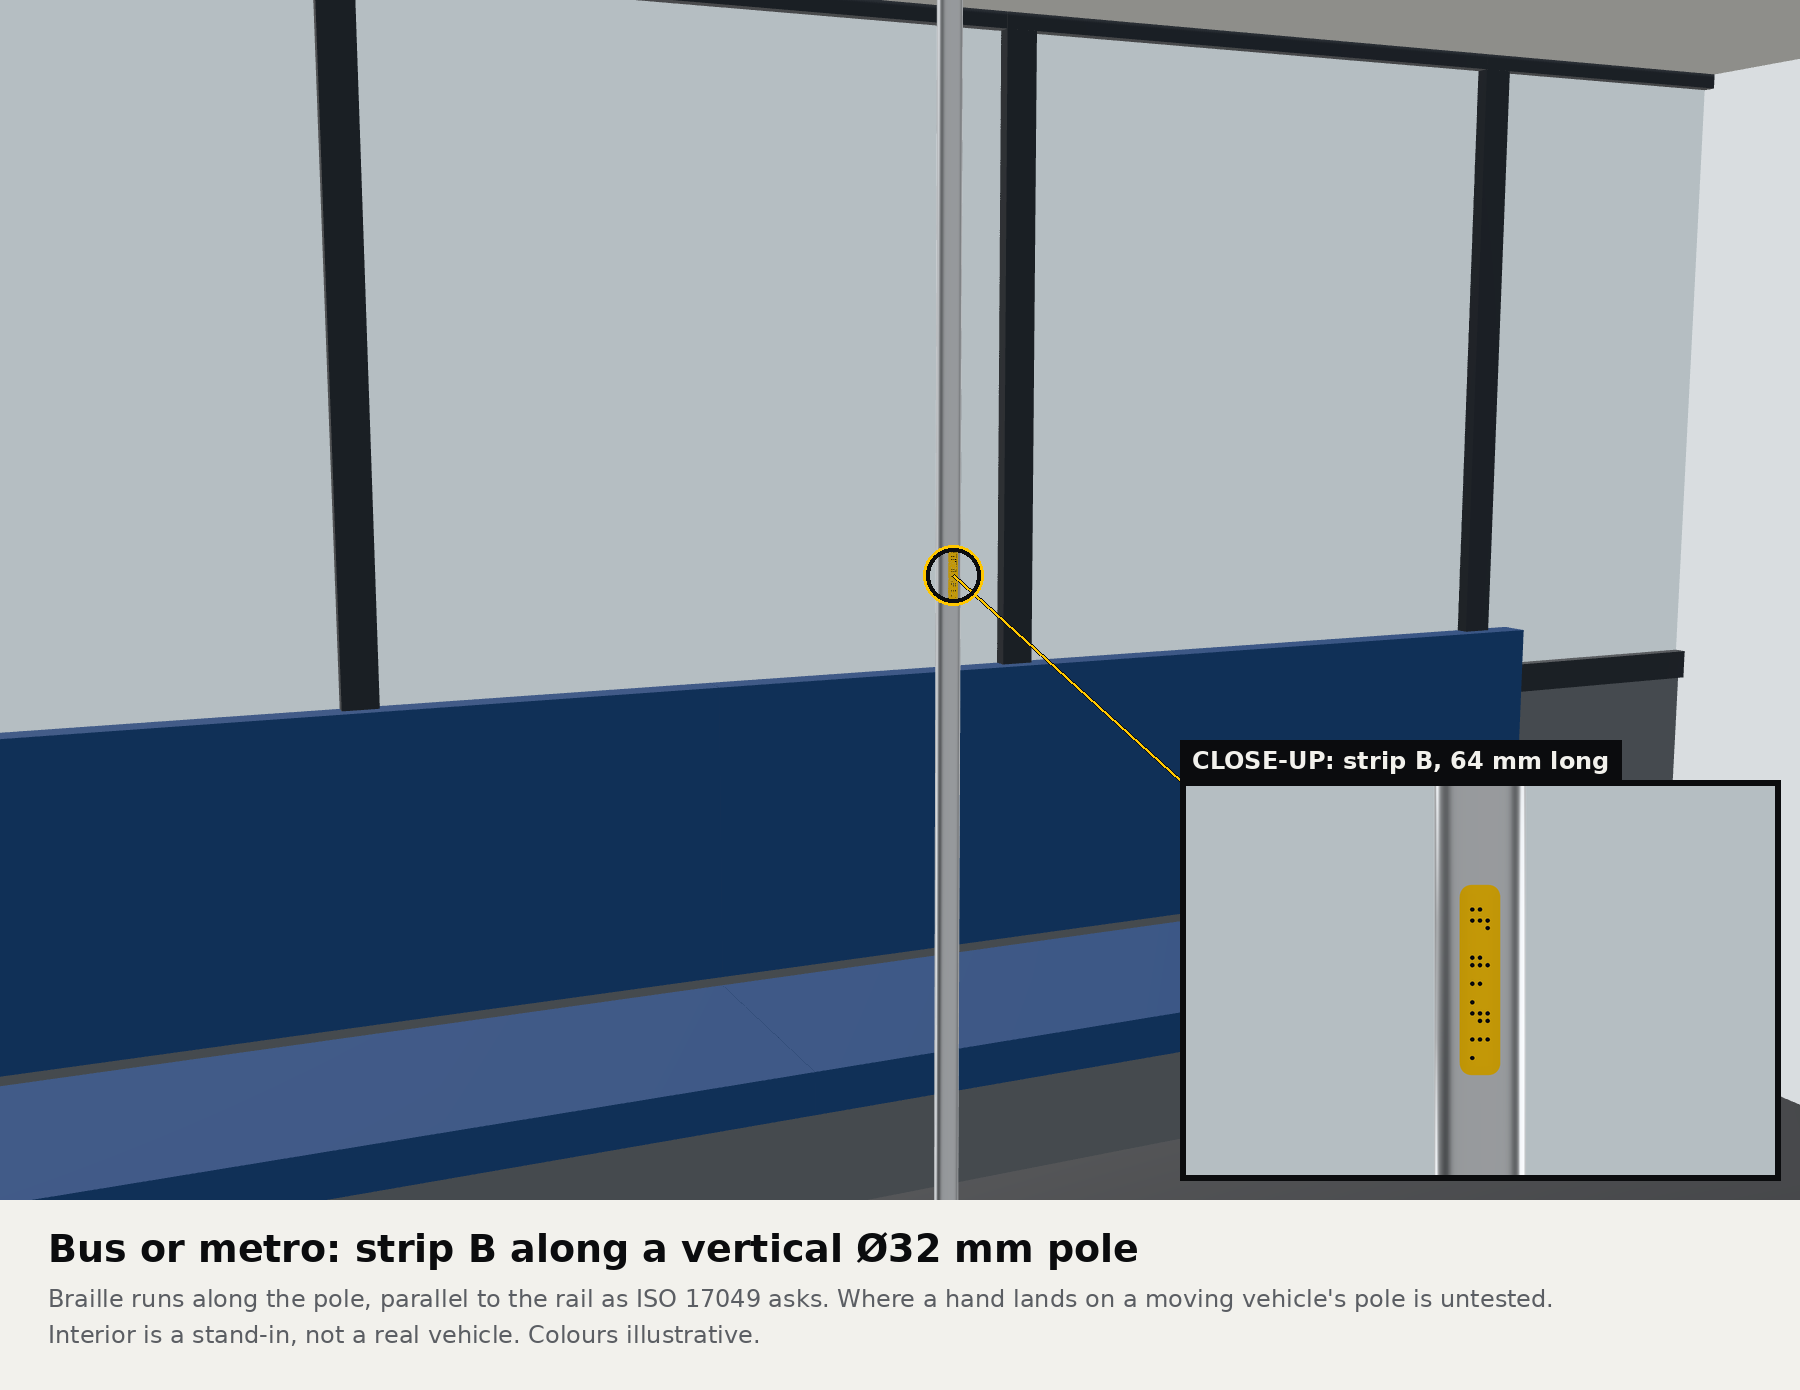 CLOSE-UP: strip B, 64 mm long
⠁⠇⠾⠁⠃⠟ ⠼⠃
Bus or metro: strip B along a vertical Ø32 mm pole
Braille runs along the pole, parallel to the rail as ISO 17049 asks. Where a hand lands on a moving vehicle's pole is untested.
Interior is a stand-in, not a real vehicle. Colours illustrative.